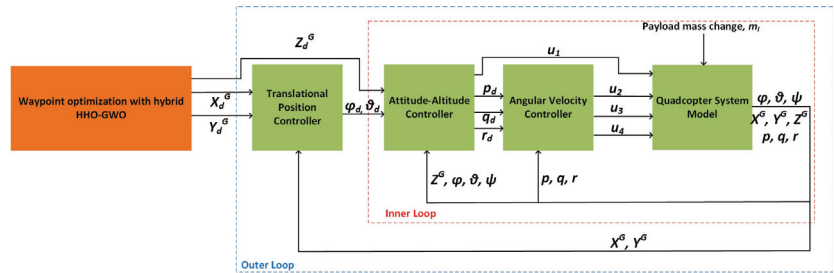 Waypoint optimization with hybrid
HHO-GWO
Z_d^G
X_d^G
Y_d^G
Translational
Position
Controller
φ_d, ϑ_d
Attitude-Altitude
Controller
p_d
q_d
r_d
Angular Velocity
Controller
u_1
u_2
u_3
u_4
Payload mass change, m_l
Quadcopter System
Model
φ, ϑ, ψ
X^G, Y^G, Z^G
p, q, r
Z^G, φ, ϑ, ψ
p, q, r
Inner Loop
X^G, Y^G
Outer Loop